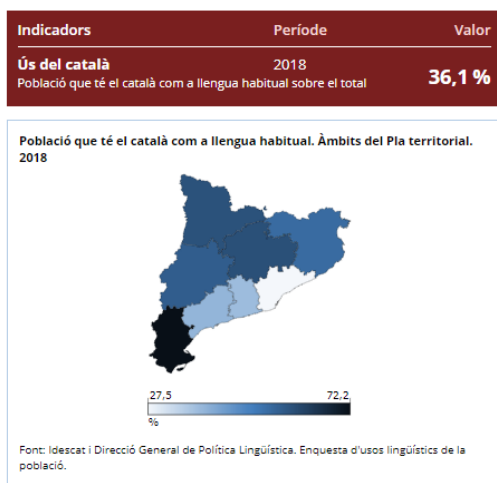 Indicadors Període Valor
Ús del català 2018 36,1 %
Població que té el català com a llengua habitual sobre el total
Població que té el català com a llengua habitual. Àmbits del Pla territorial.
2018
27,5 72,2
%
Font: Idescat i Direcció General de Política Lingüística. Enquesta d'usos lingüístics de la
població.